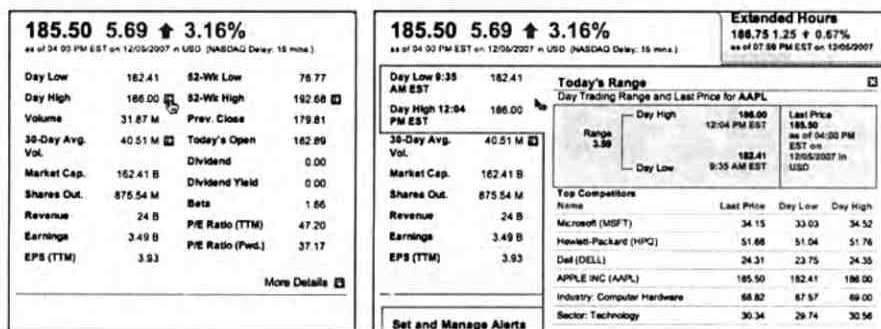 185.50 5.69 3.16%
as of 04:00 PM EST on 12/05/2007 in USD (NASDAQ Delay: 15 mins.)
Day Low 182.41 52-Wk Low 76.77
Day High 186.00 52-Wk High 192.68
Volume 31.87 M Prev. Close 179.81
30-Day Avg. Vol. 40.51 M Today's Open 182.89
Dividend 0.00
Market Cap. 162.41 B Dividend Yield 0.00
Shares Out. 875.54 M Beta 1.66
Revenue 24 B P/E Ratio (TTM) 47.20
Earnings 3.49 B P/E Ratio (Fwd.) 37.17
EPS (TTM) 3.93
More Details
185.50 5.69 3.16%
as of 04:00 PM EST on 12/05/2007 in USD (NASDAQ Delay: 15 mins.)
Extended Hours
186.75 1.25 0.67%
as of 07:58 PM EST on 12/05/2007
Day Low 9:35 AM EST 182.41
Day High 12:04 PM EST 186.00
30-Day Avg. Vol. 40.51 M
Market Cap. 162.41 B
Shares Out. 875.54 M
Revenue 24 B
Earnings 3.49 B
EPS (TTM) 3.93
Set and Manage Alerts
Today's Range
Day Trading Range and Last Price for AAPL
Day High 186.00
12:04 PM EST
Range
3.59
182.41
Day Low 9:35 AM EST
Last Price
185.50
as of 04:00 PM
EST on
12/05/2007 in
USD
Top Competitors
Name Last Price Day Low Day High
Microsoft (MSFT) 34.15 33.03 34.52
Hewlett-Packard (HPQ) 51.66 51.04 51.76
Dell (DELL) 24.31 23.75 24.35
APPLE INC (AAPL) 185.50 182.41 186.00
Industry: Computer Hardware 68.82 67.57 69.00
Sector: Technology 30.34 29.74 30.56